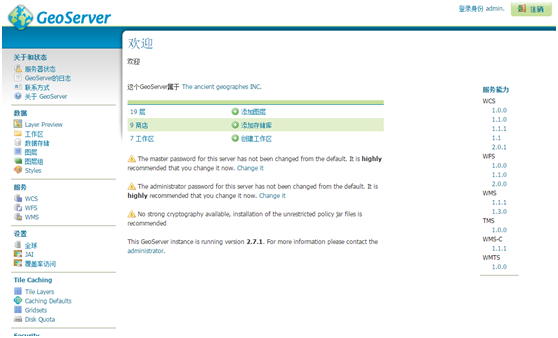 GeoServer
登录身份 admin.
注销
关于和状态
服务器状态
GeoServer的日志
联系方式
关于 GeoServer
数据
Layer Preview
工作区
数据存储
图层
图层组
Styles
服务
WCS
WFS
WMS
设置
全球
JAI
覆盖率访问
Tile Caching
Tile Layers
Caching Defaults
Gridsets
Disk Quota
Security
欢迎
欢迎
这个GeoServer属于 The ancient geographes INC.
19 层 添加图层
9 商店 添加存储库
7 工作区 创建工作区
The master password for this server has not been changed from the default. It is highly
recommended that you change it now. Change it
The administrator password for this server has not been changed from the default. It is
highly recommended that you change it now. Change it
No strong cryptography available, installation of the unrestricted policy jar files is
recommended
This GeoServer instance is running version 2.7.1. For more information please contact the
administrator.
服务能力
WCS
1.0.0
1.1.0
1.1.1
1.1
2.0.1
WFS
1.0.0
1.1.0
2.0.0
WMS
1.1.1
1.3.0
TMS
1.0.0
WMS-C
1.1.1
WMTS
1.0.0